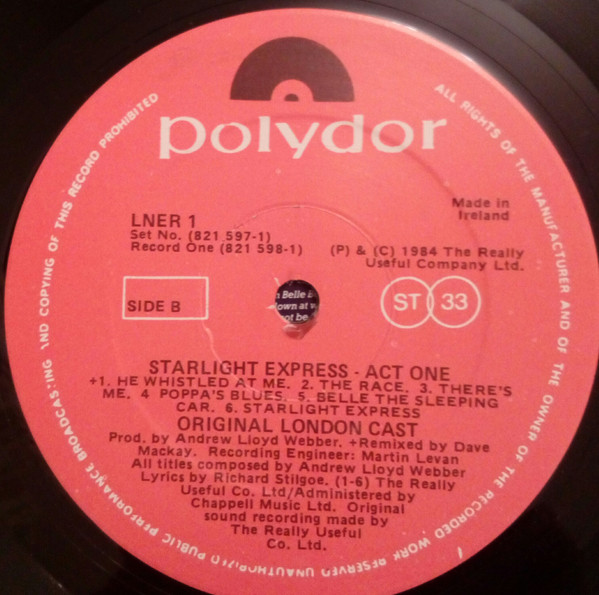 polydor
LNER 1
Set No. (821 597-1)
Record One (821 598-1)
Made in
Ireland
(P) & (C) 1984 The Really
Useful Company Ltd.
SIDE B
ST 33
n Belle
down at w
not be
STARLIGHT EXPRESS - ACT ONE
+1. HE WHISTLED AT ME. 2. THE RACE. 3. THERE'S
ME. 4 POPPA'S BLUES. 5. BELLE THE SLEEPING
CAR. 6. STARLIGHT EXPRESS
ORIGINAL LONDON CAST
Prod. by Andrew Lloyd Webber. +Remixed by Dave
Mackay. Recording Engineer: Martin Levan
All titles composed by Andrew Lloyd Webber
Lyrics by Richard Stilgoe. (1-6) The Really
Useful Co. Ltd/Administered by
Chappell Music Ltd. Original
sound recording made by
The Really Useful
Co. Ltd.
ALL RIGHTS OF THE MANUFACTURER AND OF THE OWNER OF THE RECORDED WORK RESERVED UNAUTHORIZED PUBLIC PERFORMANCE BROADCASTING AND COPYING OF THIS RECORD PROHIBITED